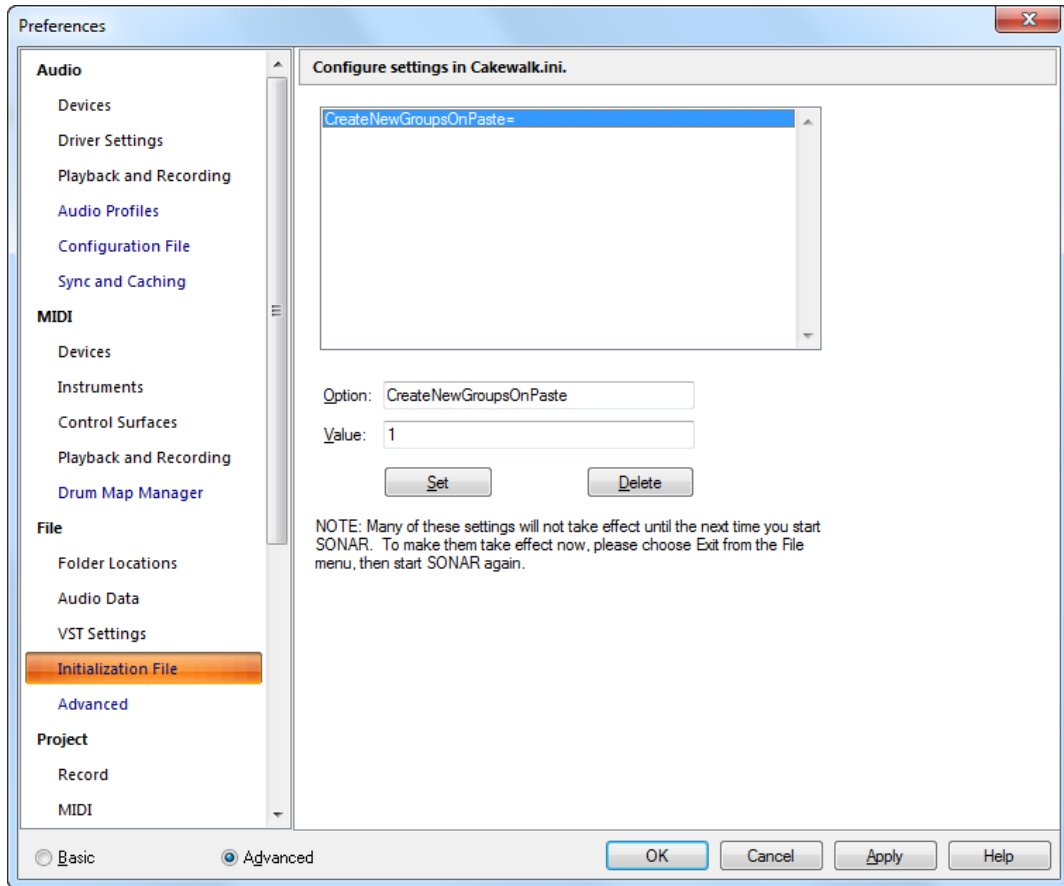 Preferences
Audio
Devices
Driver Settings
Playback and Recording
Audio Profiles
Configuration File
Sync and Caching
MIDI
Devices
Instruments
Control Surfaces
Playback and Recording
Drum Map Manager
File
Folder Locations
Audio Data
VST Settings
Initialization File
Advanced
Project
Record
MIDI
Configure settings in Cakewalk.ini.
CreateNewGroupsOnPaste=
Option: CreateNewGroupsOnPaste
Value: 1
Set Delete
NOTE: Many of these settings will not take effect until the next time you start
SONAR. To make them take effect now, please choose Exit from the File
menu, then start SONAR again.
Basic Advanced OK Cancel Apply Help